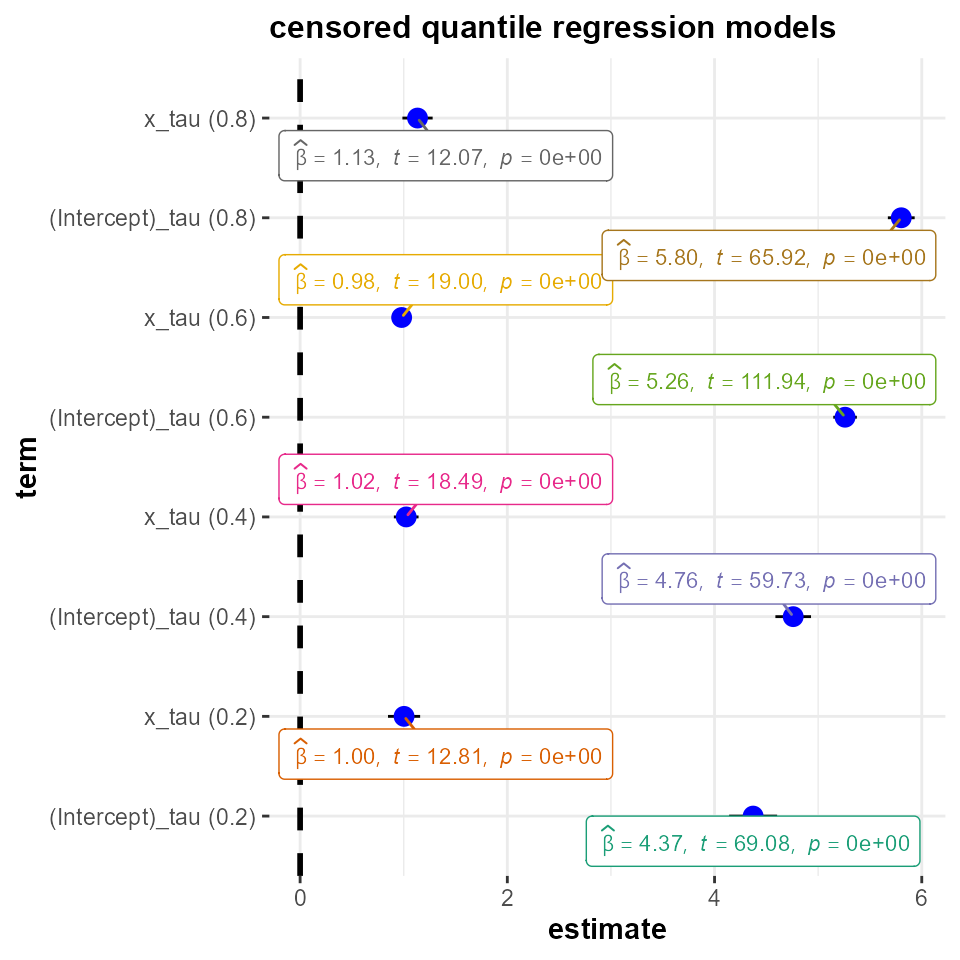 censored quantile regression models
term
x_tau (0.8)
β̂ = 1.13, t = 12.07, p = 0e+00
(Intercept)_tau (0.8)
β̂ = 5.80, t = 65.92, p = 0e+00
β̂ = 0.98, t = 19.00, p = 0e+00
x_tau (0.6)
β̂ = 5.26, t = 111.94, p = 0e+00
(Intercept)_tau (0.6)
β̂ = 1.02, t = 18.49, p = 0e+00
x_tau (0.4)
β̂ = 4.76, t = 59.73, p = 0e+00
(Intercept)_tau (0.4)
x_tau (0.2)
β̂ = 1.00, t = 12.81, p = 0e+00
(Intercept)_tau (0.2)
β̂ = 4.37, t = 69.08, p = 0e+00
0 2 4 6
estimate